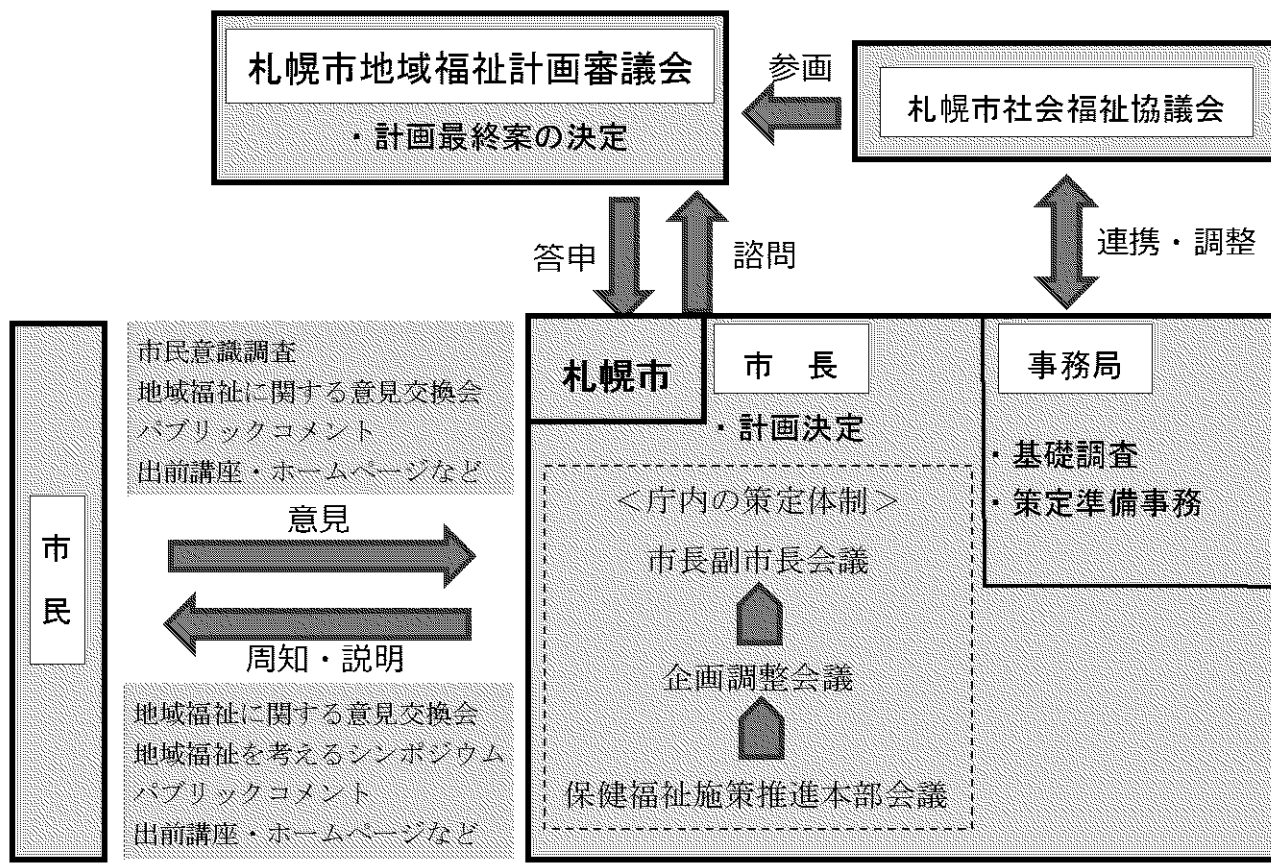 札幌市地域福祉計画審議会
・計画最終案の決定
参画
札幌市社会福祉協議会
答申
諮問
連携・調整
市民
市民意識調査
地域福祉に関する意見交換会
パブリックコメント
出前講座・ホームページなど
意見
周知・説明
地域福祉に関する意見交換会
地域福祉を考えるシンポジウム
パブリックコメント
出前講座・ホームページなど
札幌市
市 長
・計画決定
＜庁内の策定体制＞
市長副市長会議
企画調整会議
保健福祉施策推進本部会議
事務局
・基礎調査
・策定準備事務